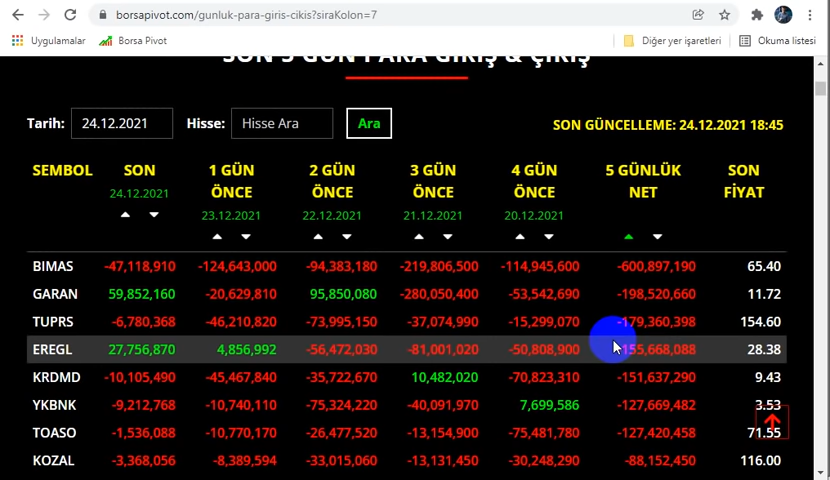 borsapivot.com/gunluk-para-giris-cikis?siraKolon=7
Uygulamalar Borsa Pivot Diğer yer işaretleri Okuma listesi
SON 5 GÜN PARA GİRİŞ & ÇIKIŞ
Tarih: 24.12.2021 Hisse: Hisse Ara Ara SON GÜNCELLEME: 24.12.2021 18:45
SEMBOL SON 1 GÜN 2 GÜN 3 GÜN 4 GÜN 5 GÜNLÜK SON
24.12.2021 ÖNCE ÖNCE ÖNCE ÖNCE NET FİYAT
23.12.2021 22.12.2021 21.12.2021 20.12.2021
BIMAS -47,118,910 -124,643,000 -94,383,180 -219,806,500 -114,945,600 -600,897,190 65.40
GARAN 59,852,160 -20,629,810 95,850,080 -280,050,400 -53,542,690 -198,520,660 11.72
TUPRS -6,780,368 -46,210,820 -73,995,150 -37,074,990 -15,299,070 -179,360,398 154.60
EREGL 27,756,870 4,856,992 -56,472,030 -81,001,020 -50,808,900 -155,668,088 28.38
KRDMD -10,105,490 -45,467,840 -35,722,670 10,482,020 -70,823,310 -151,637,290 9.43
YKBNK -9,212,768 -10,740,110 -75,324,220 -40,091,970 7,699,586 -127,669,482 3.53
TOASO -1,536,088 -10,770,170 -26,477,520 -13,154,900 -75,481,780 -127,420,458 71.55
KOZAL -3,368,056 -8,389,594 -33,015,060 -13,131,450 -30,248,290 -88,152,450 116.00